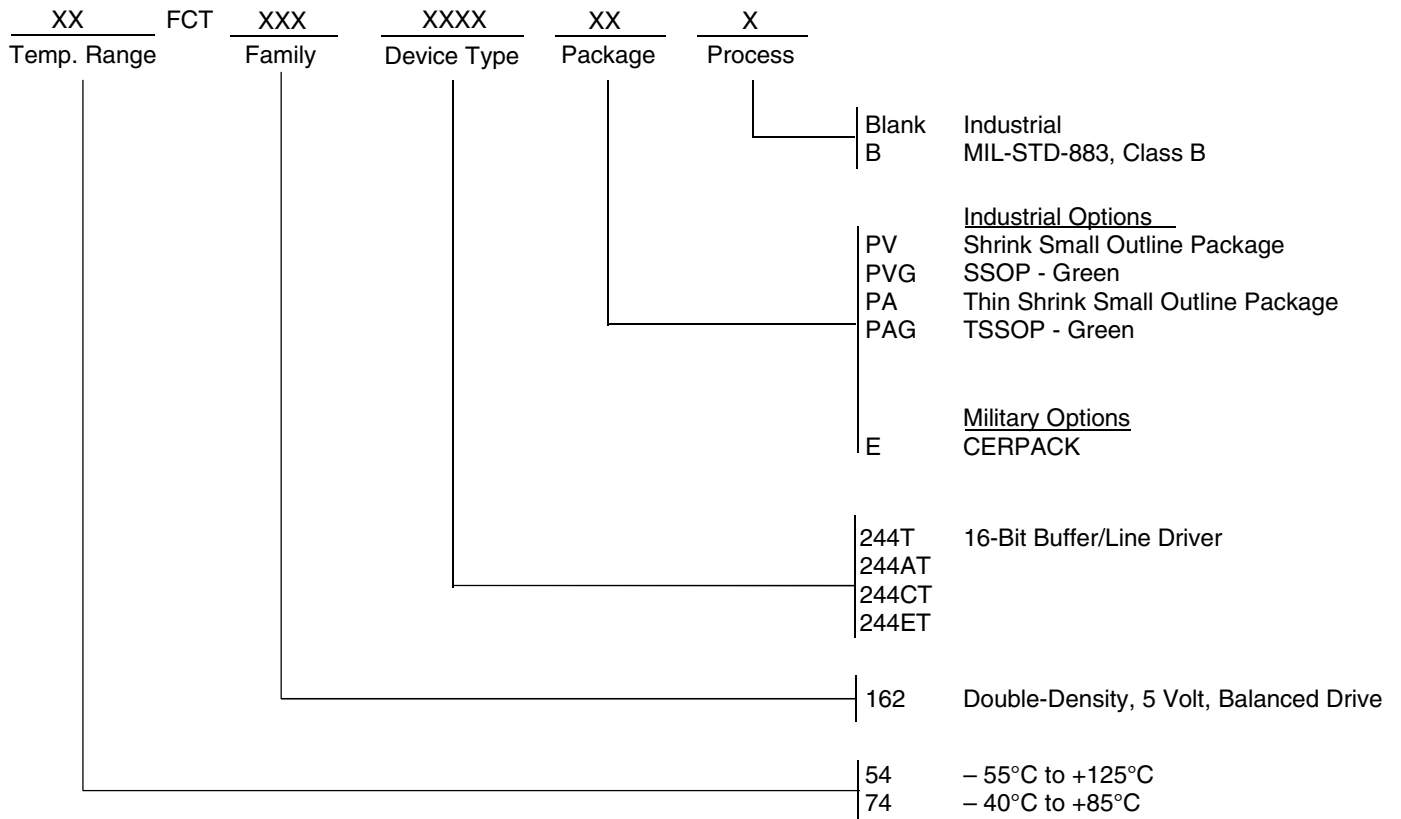 XX FCT XXX XXXX XX X
Temp. Range Family Device Type Package Process
Blank Industrial
B MIL-STD-883, Class B
Industrial Options
PV Shrink Small Outline Package
PVG SSOP - Green
PA Thin Shrink Small Outline Package
PAG TSSOP - Green
Military Options
E CERPACK
244T 16-Bit Buffer/Line Driver
244AT
244CT
244ET
162 Double-Density, 5 Volt, Balanced Drive
54 – 55°C to +125°C
74 – 40°C to +85°C